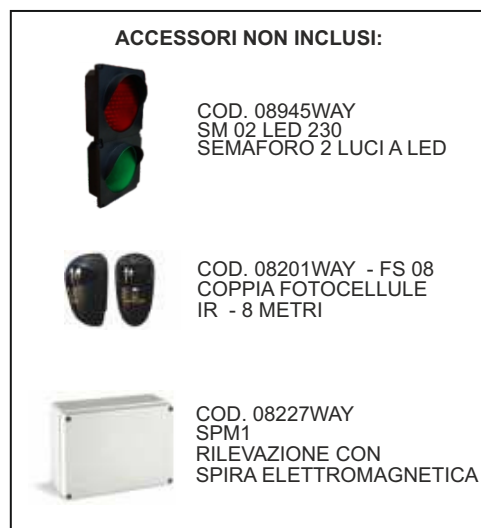 ACCESSORI NON INCLUSI:
COD. 08945WAY
SM 02 LED 230
SEMAFORO 2 LUCI A LED
COD. 08201WAY - FS 08
COPPIA FOTOCELLULE
IR - 8 METRI
COD. 08227WAY
SPM1
RILEVAZIONE CON
SPIRA ELETTROMAGNETICA